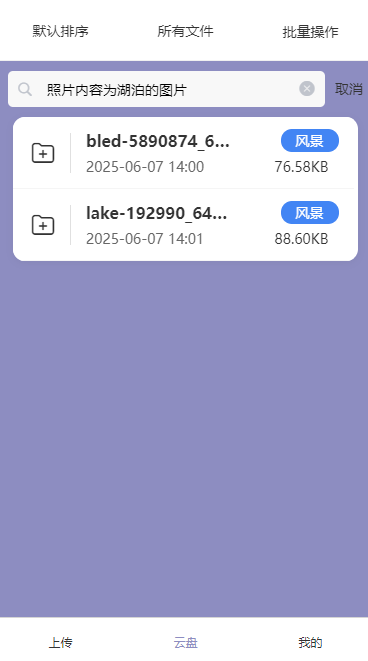 默认排序 所有文件 批量操作
照片内容为湖泊的图片 取消
bled-5890874_6... 风景
2025-06-07 14:00 76.58KB
lake-192990_64... 风景
2025-06-07 14:01 88.60KB
上传 云盘 我的